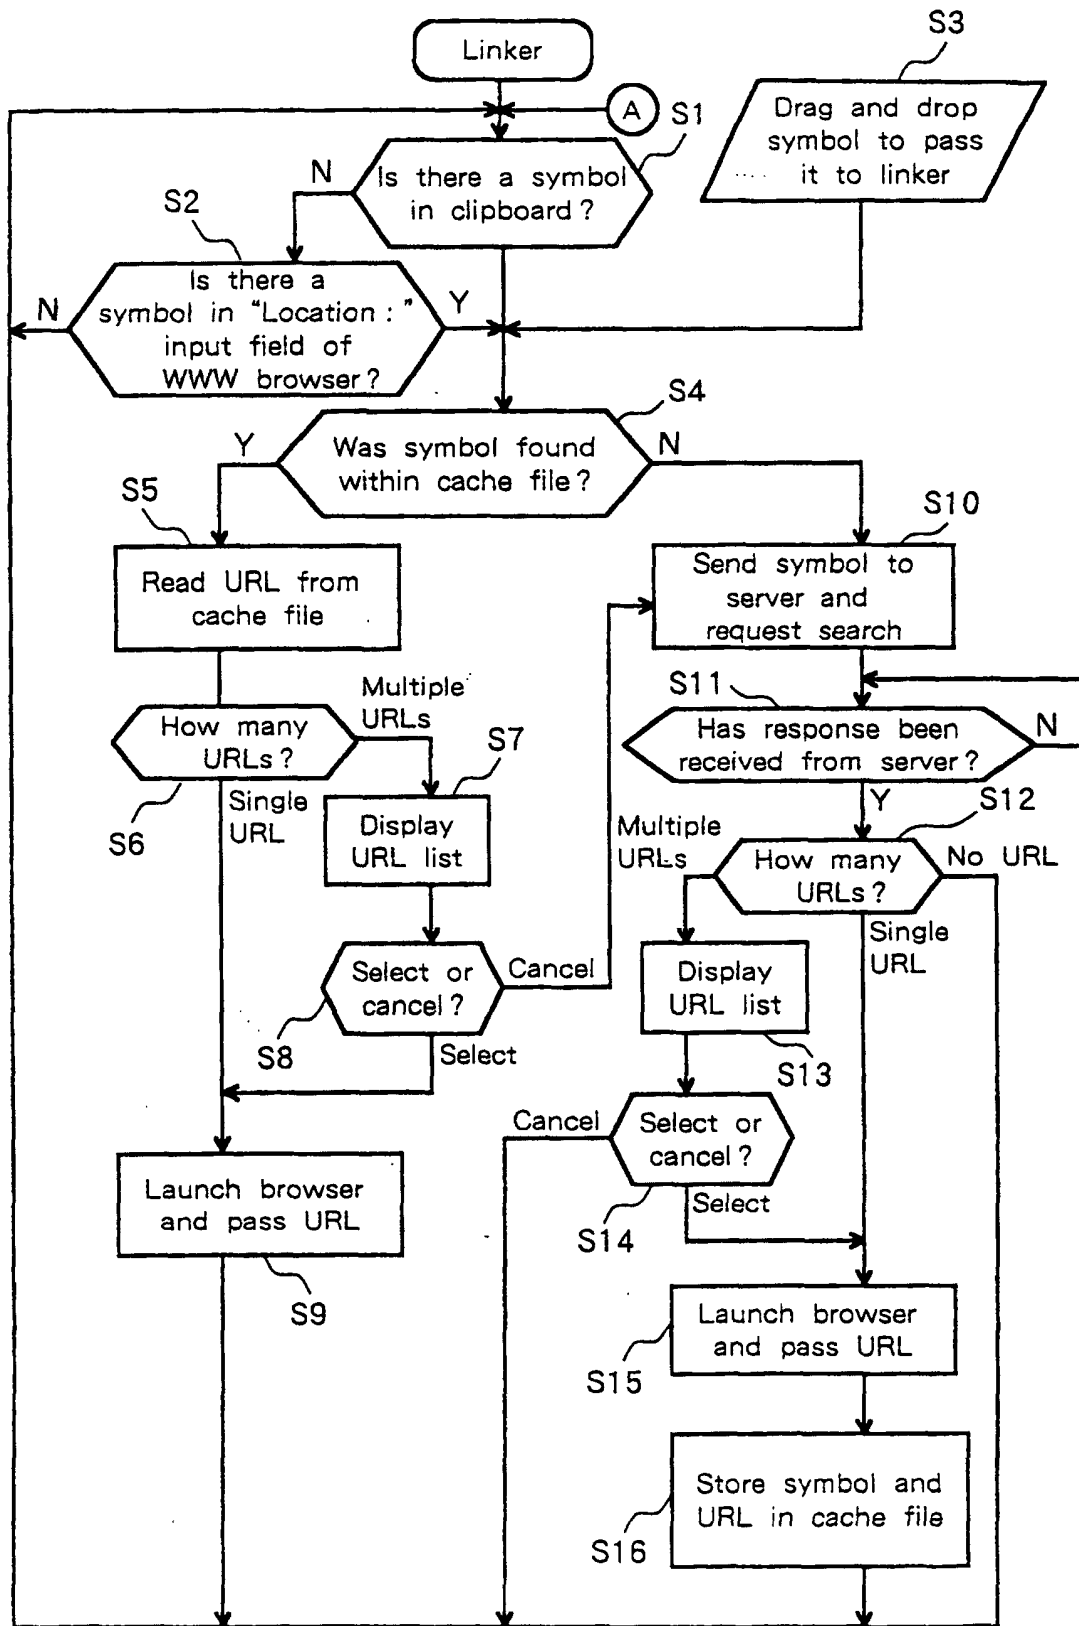 Linker
S3
A
S1
Drag and drop
symbol to pass
it to linker
Is there a symbol
in clipboard?
N
S2
Is there a
symbol in "Location:"
input field of
WWW browser?
N
Y
S4
Was symbol found
within cache file?
Y
N
S5
Read URL from
cache file
S10
Send symbol to
server and
request search
Multiple
URLs
S11
Has response been
received from server?
N
How many
URLs?
S7
Y
S12
S6
Single
URL
Display
URL list
Multiple
URLs
How many
URLs?
No URL
Single
URL
Select or
cancel?
Cancel
S8
Select
Display
URL list
S13
Cancel
Select or
cancel?
Select
S14
Launch browser
and pass URL
S9
Launch browser
and pass URL
S15
Store symbol and
URL in cache file
S16